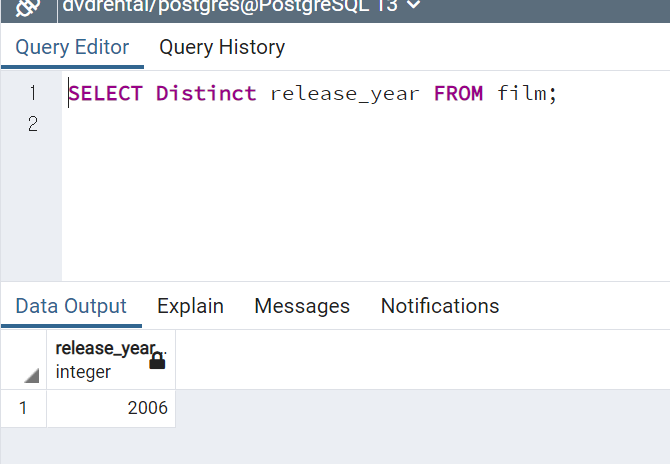 dvdrental/postgres@PostgreSQL 13
Query Editor Query History
1 SELECT Distinct release_year FROM film;
2
Data Output Explain Messages Notifications
release_year..
integer
1 2006